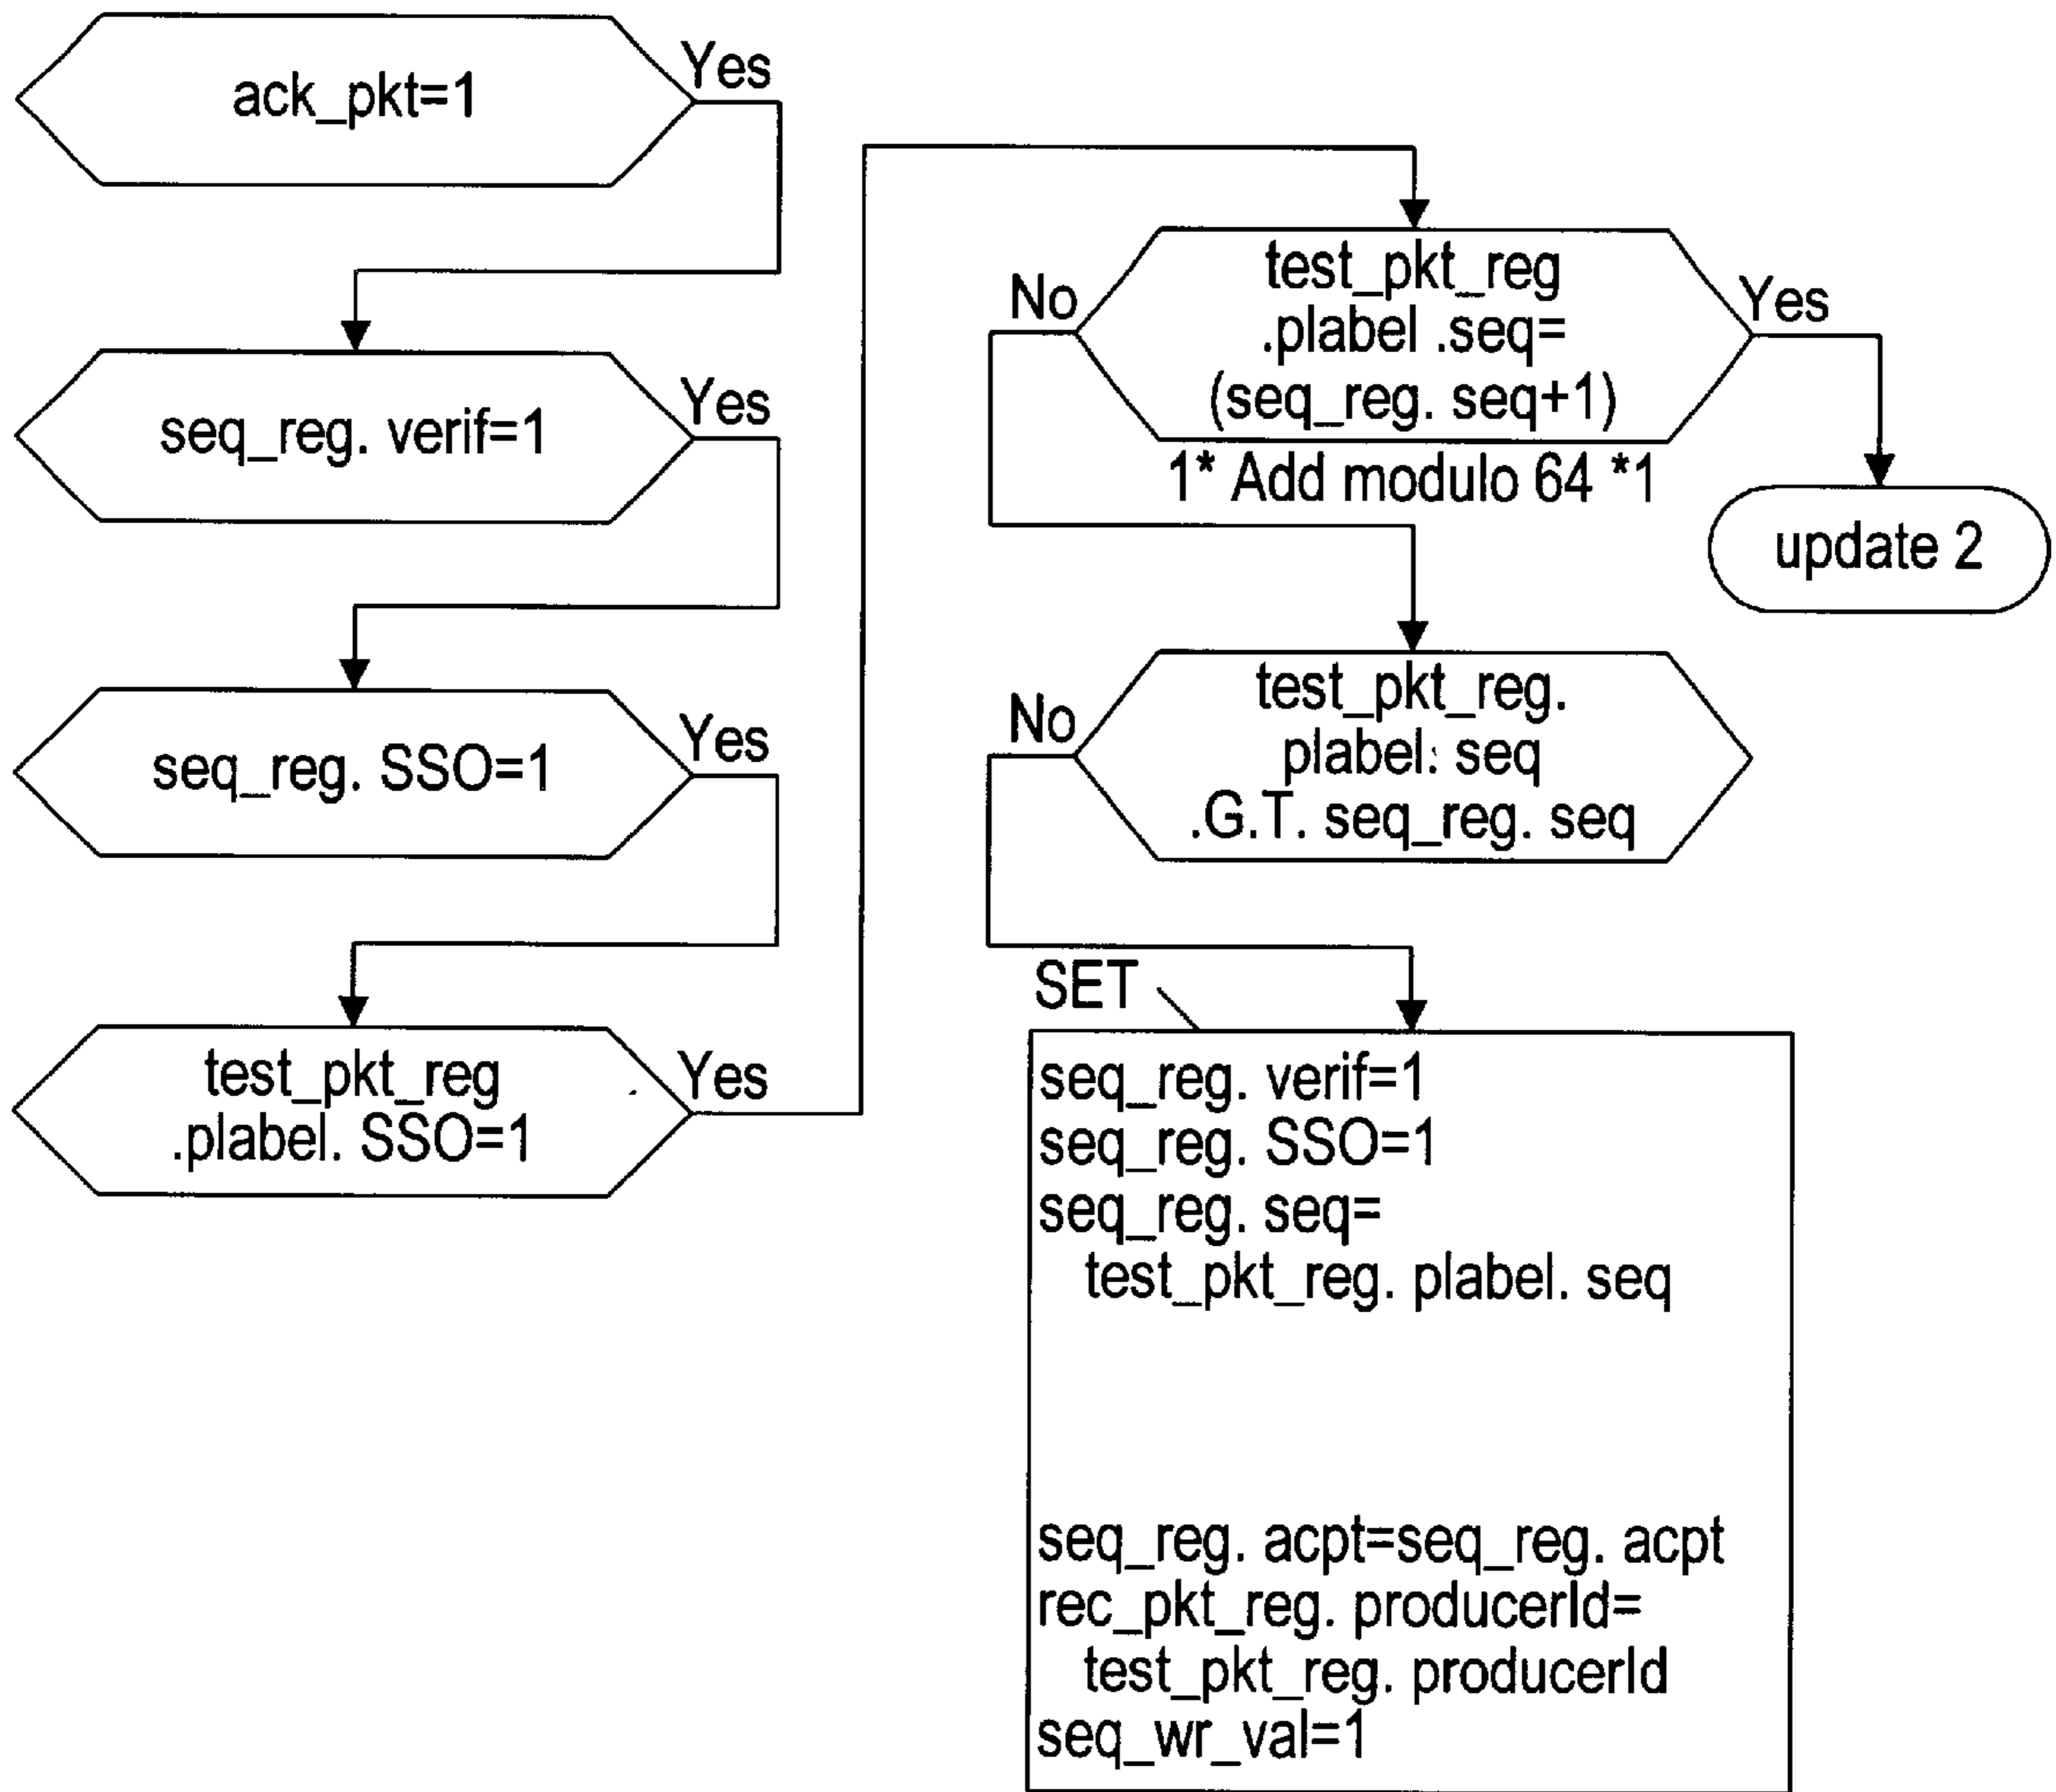 ack_pkt=1
Yes
seq_reg. verif=1
Yes
seq_reg. SSO=1
Yes
test_pkt_reg
.plabel. SSO=1
Yes
test_pkt_reg
.plabel .seq=
(seq_reg. seq+1)
No
Yes
1* Add modulo 64 *1
update 2
test_pkt_reg.
plabel: seq
.G.T. seq_reg. seq
No
SET
seq_reg. verif=1
seq_reg. SSO=1
seq_reg. seq=
test_pkt_reg. plabel. seq
seq_reg. acpt=seq_reg. acpt
rec_pkt_reg. producerId=
test_pkt_reg. producerId
seq_wr_val=1